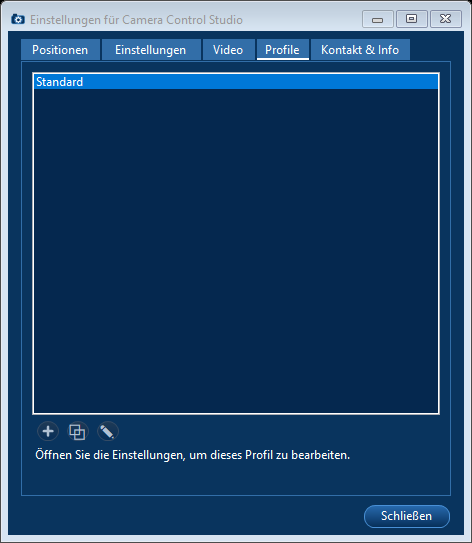 Einstellungen für Camera Control Studio
Positionen Einstellungen Video Profile Kontakt & Info
Standard
Öffnen Sie die Einstellungen, um dieses Profil zu bearbeiten.
Schließen